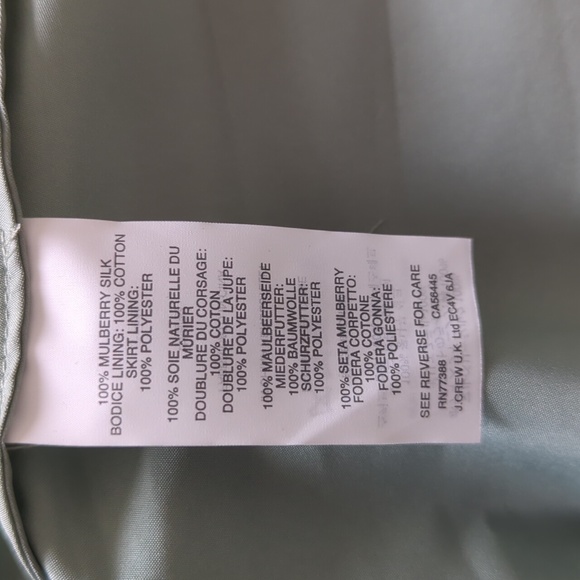 100% MULBERRY SILK
BODICE LINING: 100% COTTON
SKIRT LINING:
100% POLYESTER
100% SOIE NATURELLE DU
MÛRIER
DOUBLURE DU CORSAGE:
100% COTON
DOUBLURE DE LA JUPE:
100% POLYESTER
100% MAULBEERSEIDE
MIEDERFUTTER:
100% BAUMWOLLE
SCHURZFUTTER:
100% POLYESTER
100% SETA MULBERRY
FODERA CORPETTO:
100% COTONE
FODERA GONNA:
100% POLIESTERE
SEE REVERSE FOR CARE
RN77388 CA56445
J.CREW U.K. Ltd EC4V 6JA